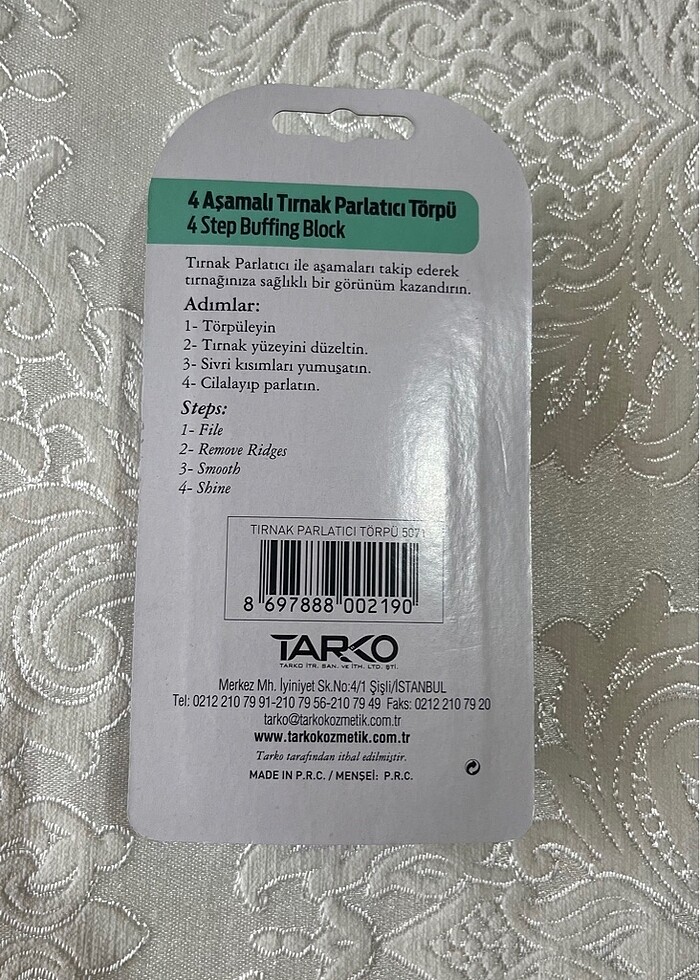 4 Aşamalı Tırnak Parlatıcı Törpü
4 Step Buffing Block
Tırnak Parlatıcı ile aşamaları takip ederek
tırnağınıza sağlıklı bir görünüm kazandırın.
Adımlar:
1- Törpüleyin
2- Tırnak yüzeyini düzeltin.
3- Sivri kısımları yumuşatın.
4- Cilalayıp parlatın.
Steps:
1- File
2- Remove Ridges
3- Smooth
4- Shine
TIRNAK PARLATICI TÖRPÜ 5071
8 697888 002190
TARKO
TARKO İTR. SAN. VE İTH. LTD. ŞTİ.
Merkez Mh. İyiniyet Sk.No:4/1 Şişli/İSTANBUL
Tel: 0212 210 79 91-210 79 56-210 79 49 Faks: 0212 210 79 20
tarko@tarkokozmetik.com.tr
www.tarkokozmetik.com.tr
Tarko tarafından ithal edilmiştir.
MADE IN P.R.C. / MENŞEİ: P.R.C.